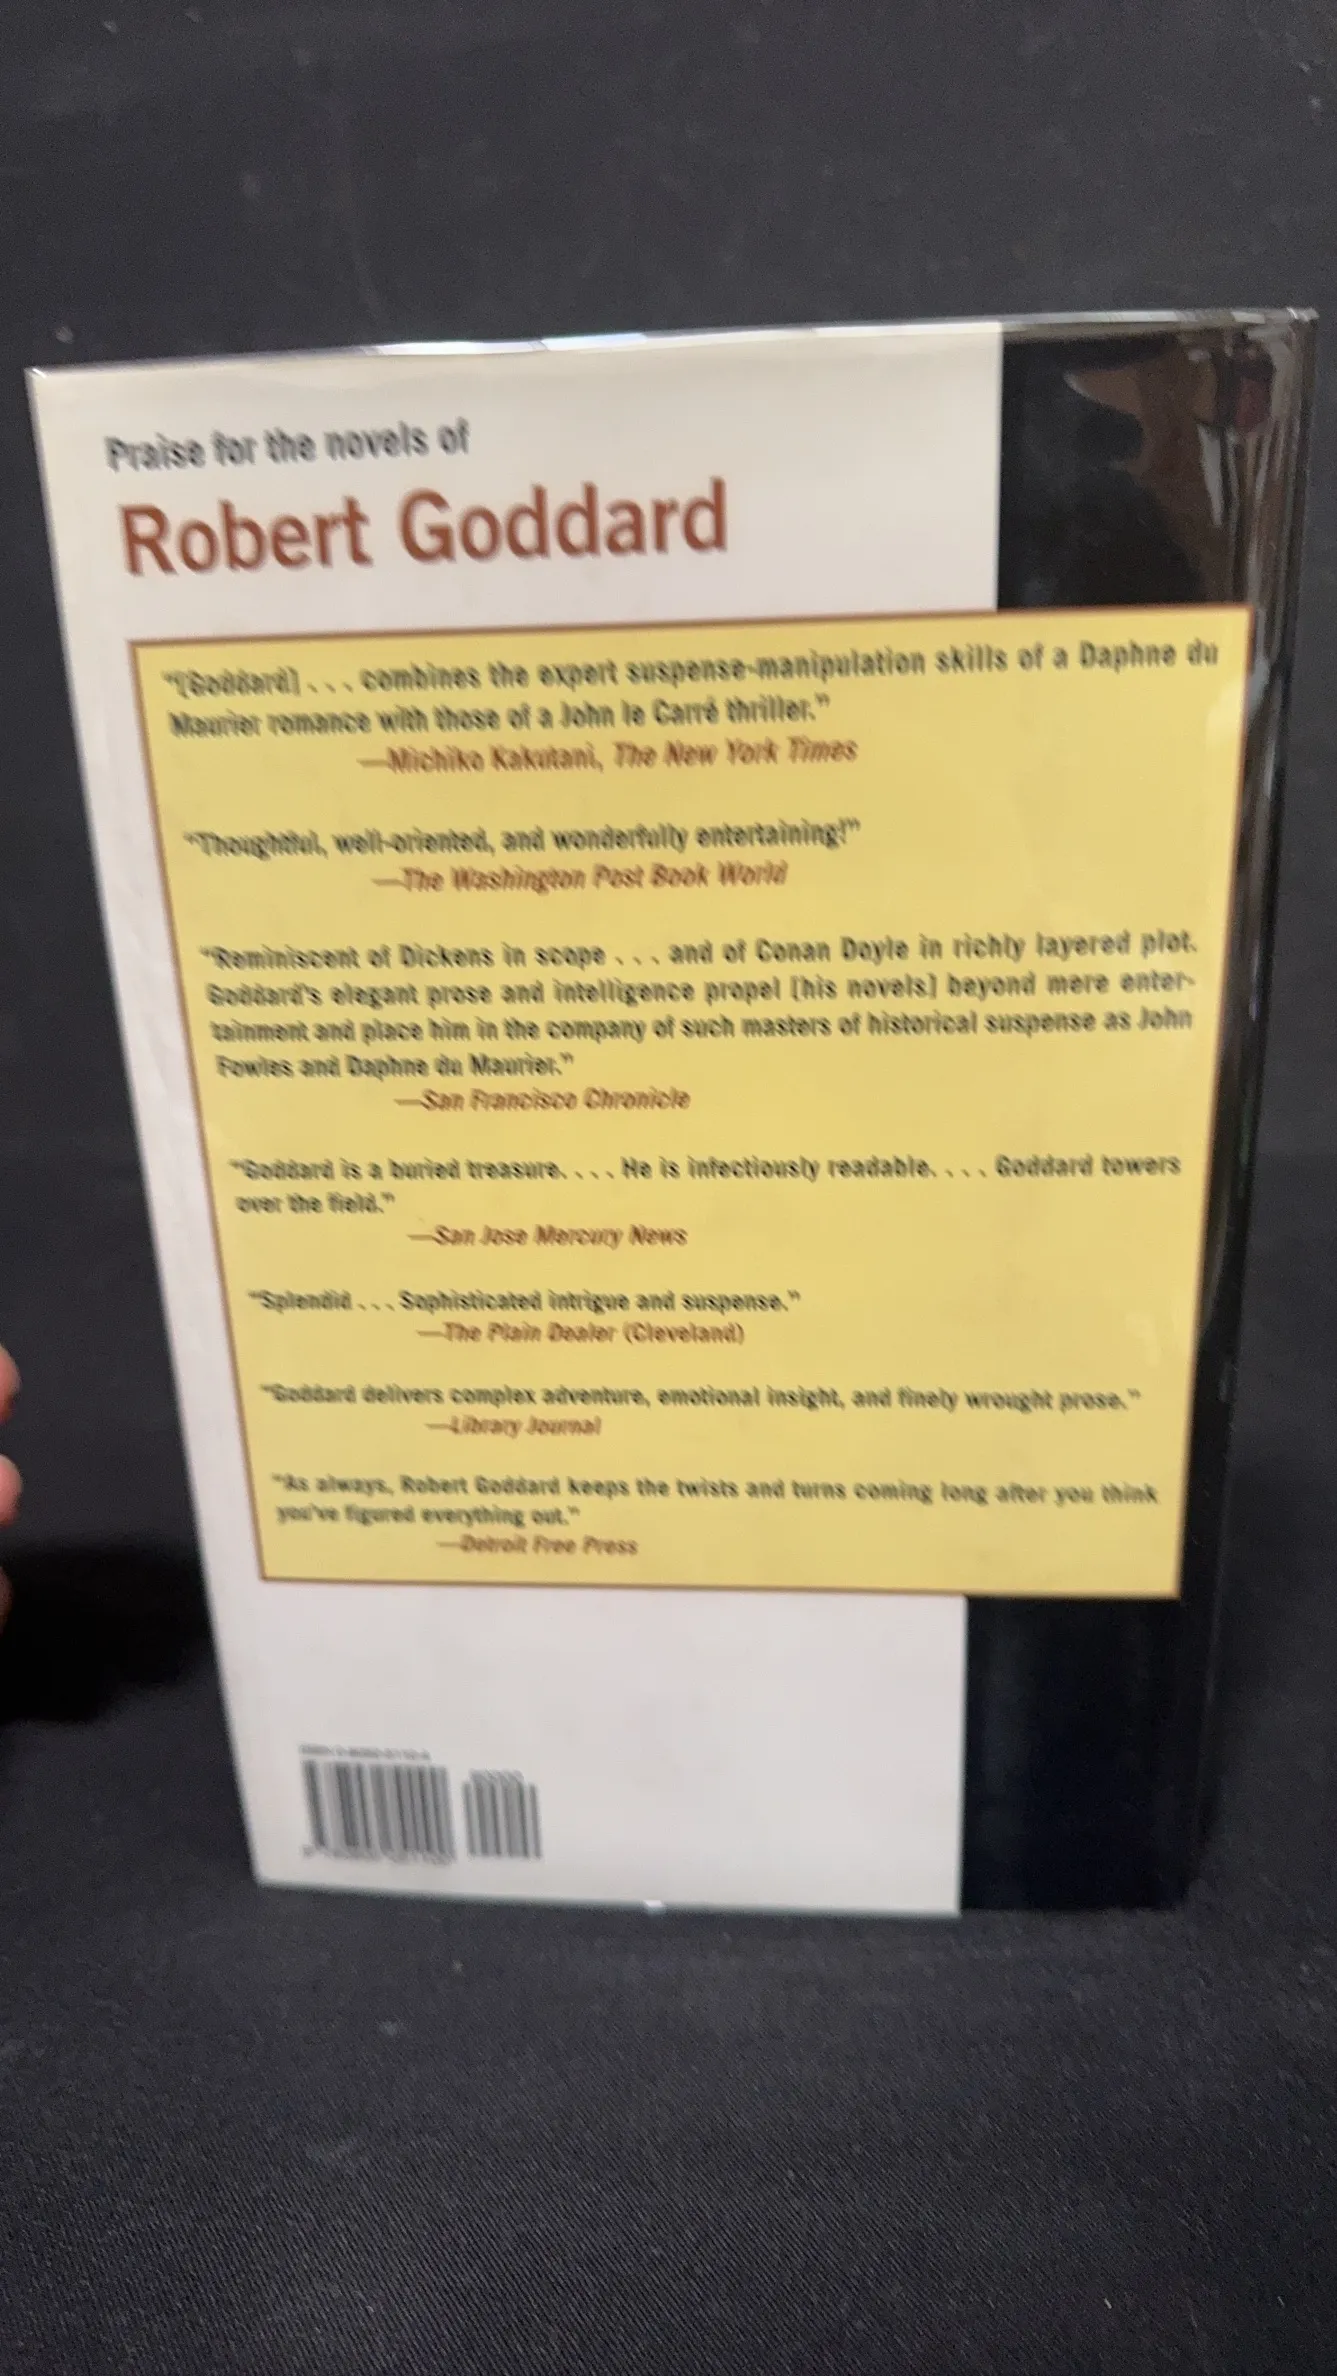 Praise for the novels of
Robert Goddard
"[Goddard] . . . combines the expert suspense-manipulation skills of a Daphne du
Maurier romance with those of a John le Carré thriller."
—Michiko Kakutani, The New York Times
"Thoughtful, well-oriented, and wonderfully entertaining!"
—The Washington Post Book World
"Reminiscent of Dickens in scope . . . and of Conan Doyle in richly layered plot.
Goddard's elegant prose and intelligence propel [his novels] beyond mere enter-
tainment and place him in the company of such masters of historical suspense as John
Fowles and Daphne du Maurier."
—San Francisco Chronicle
"Goddard is a buried treasure. . . . He is infectiously readable. . . . Goddard towers
over the field."
—San Jose Mercury News
"Splendid . . . Sophisticated intrigue and suspense."
—The Plain Dealer (Cleveland)
"Goddard delivers complex adventure, emotional insight, and finely wrought prose."
—Library Journal
"As always, Robert Goddard keeps the twists and turns coming long after you think
you've figured everything out."
—Detroit Free Press